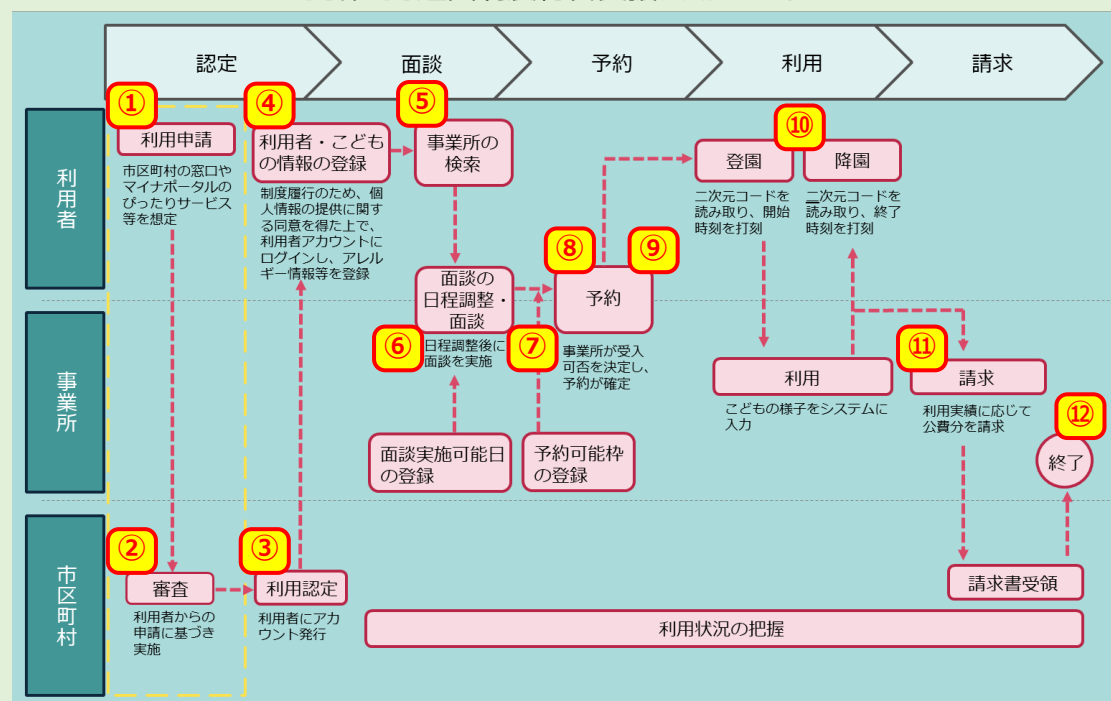 認定
面談
予約
利用
請求
利用者
事業所
市区町村
①
利用申請
市区町村の窓口や
マイナポータルの
ぴったりサービス
等を想定
②
審査
利用者からの
申請に基づき
実施
③
利用認定
利用者にアカ
ウント発行
④
利用者・こども
の情報の登録
制度履行のため、個
人情報の提供に関す
る同意を得た上で、
利用者アカウントに
ログインし、アレル
ギー情報等を登録
⑤
事業所の
検索
面談の
日程調整・
面談
⑥
日程調整後に
面談を実施
面談実施可能日
の登録
⑦
予約可能枠
の登録
⑧
⑨
予約
事業所が受入
可否を決定し、
予約が確定
⑩
登園
二次元コードを
読み取り、開始
時刻を打刻
降園
二次元コードを
読み取り、終了
時刻を打刻
利用
こどもの様子をシステムに
入力
⑪
請求
利用実績に応じて
公費分を請求
⑫
終了
請求書受領
利用状況の把握